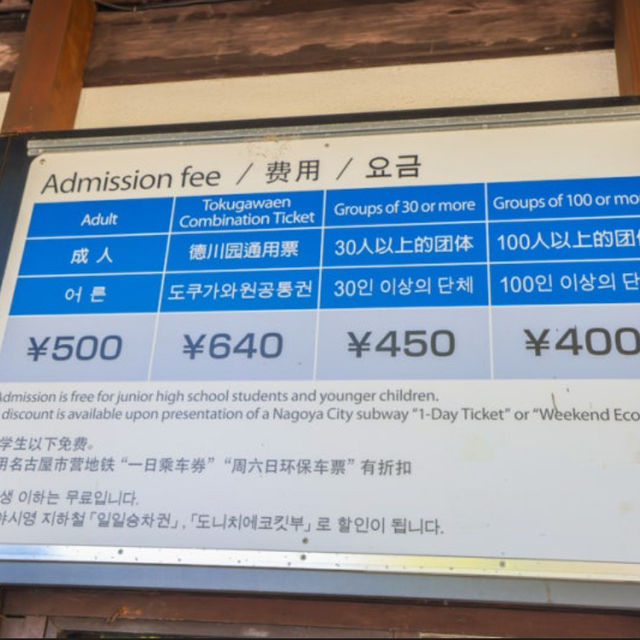 Admission fee / 费用 / 요금
Adult Tokugawaen Combination Ticket Groups of 30 or more Groups of 100 or
成人 德川园通用票 30人以上的团体 100人以上的团
어른 도쿠가와원공통권 30인 이상의 단체 100인 이상의
¥500 ¥640 ¥450 ¥400
Admission is free for junior high school students and younger children.
discount is available upon presentation of a Nagoya City subway “1-Day Ticket” or “Weekend Eco
学生以下免费。
用名古屋市营地铁“一日乘车券”“周六日环保车票”有折扣
생 이하는 무료입니다.
야시영 지하철「일일승차권」,「도니치에코킷부」로 할인이 됩니다.